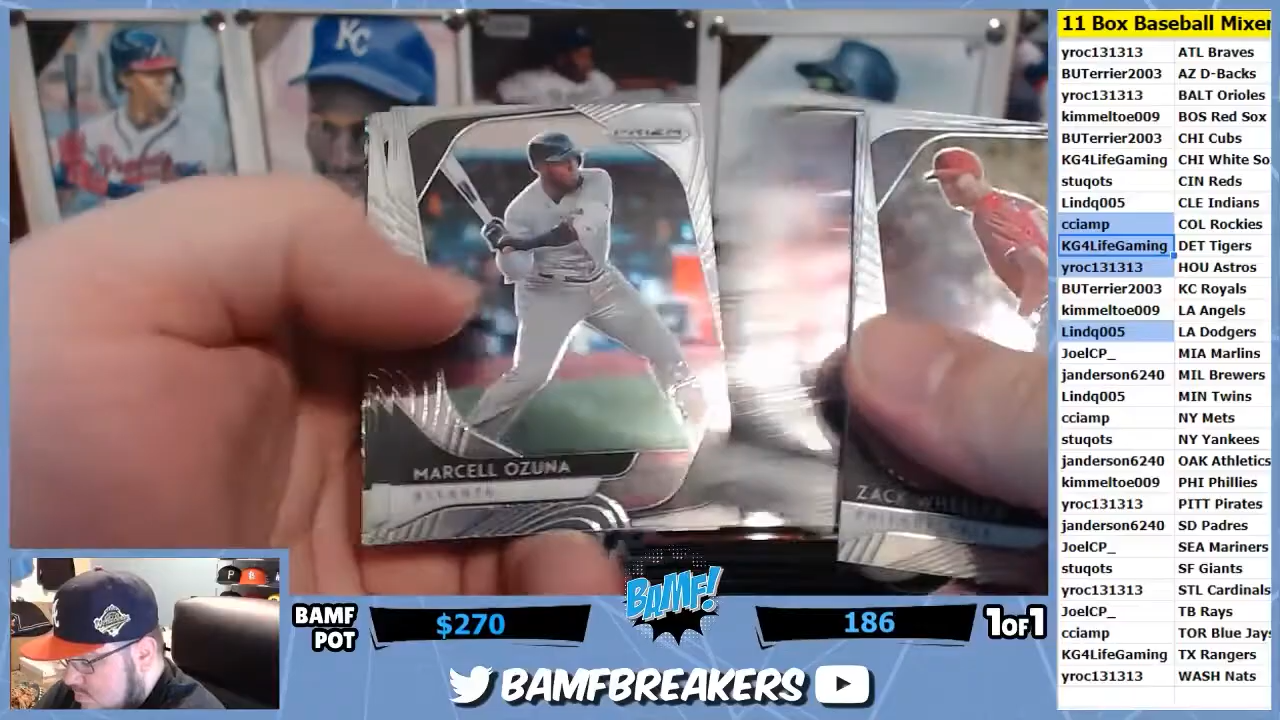 11 Box Baseball Mixer
yroc131313 ATL Braves
BUTerrier2003 AZ D-Backs
yroc131313 BALT Orioles
kimmeltoe009 BOS Red Sox
BUTerrier2003 CHI Cubs
KG4LifeGaming CHI White So
stuqots CIN Reds
Lindq005 CLE Indians
cciamp COL Rockies
KG4LifeGaming DET Tigers
yroc131313 HOU Astros
BUTerrier2003 KC Royals
kimmeltoe009 LA Angels
Lindq005 LA Dodgers
JoelCP_ MIA Marlins
janderson6240 MIL Brewers
Lindq005 MIN Twins
cciamp NY Mets
stuqots NY Yankees
janderson6240 OAK Athletics
kimmeltoe009 PHI Phillies
yroc131313 PITT Pirates
janderson6240 SD Padres
JoelCP_ SEA Mariners
stuqots SF Giants
yroc131313 STL Cardinals
JoelCP_ TB Rays
cciamp TOR Blue Jays
KG4LifeGaming TX Rangers
yroc131313 WASH Nats
KC
PRIZM
MARCELL OZUNA
ATLANTA
ZACK WHEELER
PHILADELPHIA
BAMF POT
$270
BAMF!
186
1OF1
BAMFBREAKERS